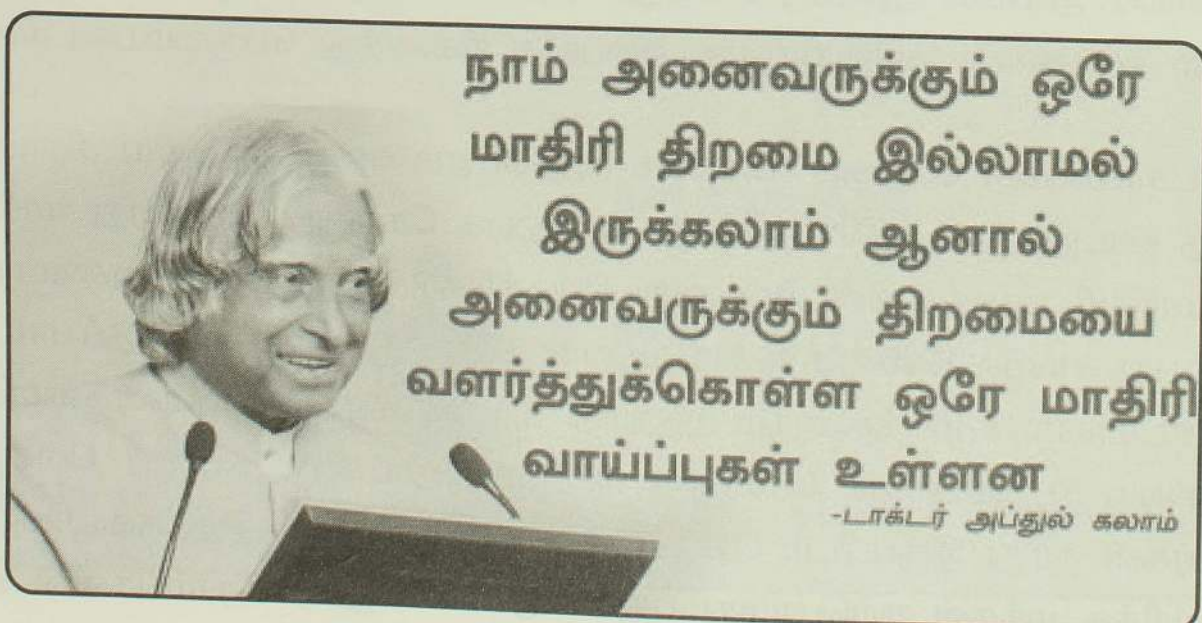 நாம் அனைவருக்கும் ஒரே
மாதிரி திறமை இல்லாமல்
இருக்கலாம் ஆனால்
அனைவருக்கும் திறமையை
வளர்த்துக்கொள்ள ஒரே மாதிரி
வாய்ப்புகள் உள்ளன
-டாக்டர் அப்துல் கலாம்